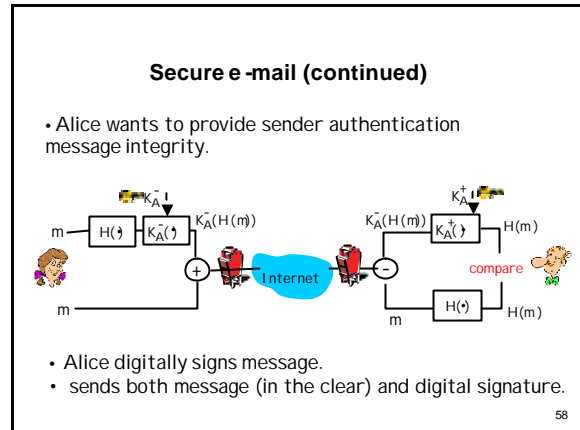 Secure e -mail (continued)
• Alice wants to provide sender authentication
message integrity.
K_A^-
K_A^+
m
H(•)
K_A^-(•)
K_A^-(H(m))
K_A^-(H(m))
K_A^+(•)
H(m)
+
Internet
-
compare
m
m
H(•)
H(m)
• Alice digitally signs message.
• sends both message (in the clear) and digital signature.
58